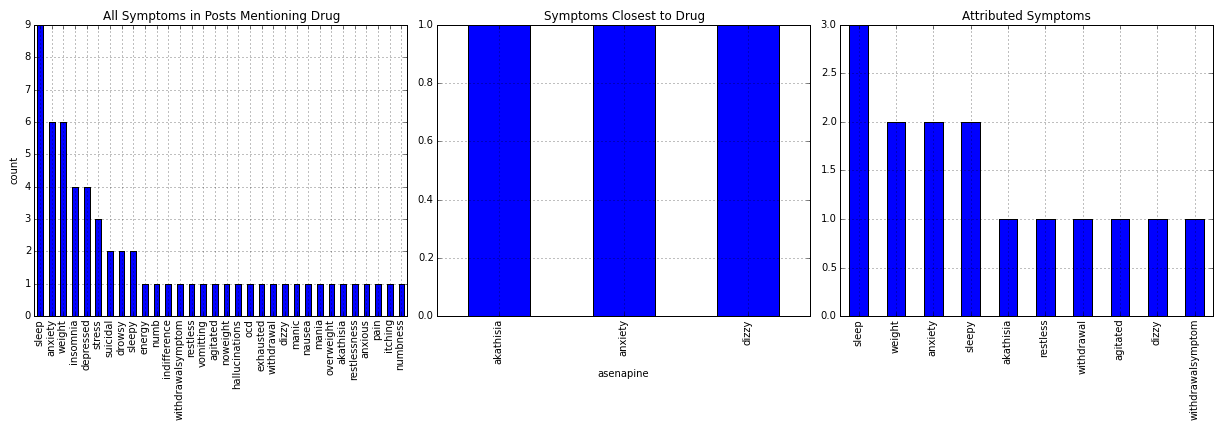 All Symptoms in Posts Mentioning Drug
count
9
8
7
6
5
4
3
2
1
0
sleep
anxiety
weight
insomnia
depressed
stress
suicidal
drowsy
sleepy
energy
numb
indifference
withdrawalsymptom
restless
vomitting
agitated
noweight
hallucinations
ocd
exhausted
withdrawal
dizzy
manic
nausea
mania
overweight
akathisia
restlessness
anxious
pain
itching
numbness
Symptoms Closest to Drug
1.0
0.8
0.6
0.4
0.2
0.0
akathisia
anxiety
dizzy
asenapine
Attributed Symptoms
3.0
2.5
2.0
1.5
1.0
0.5
0.0
sleep
weight
anxiety
sleepy
akathisia
restless
withdrawal
agitated
dizzy
withdrawalsymptom